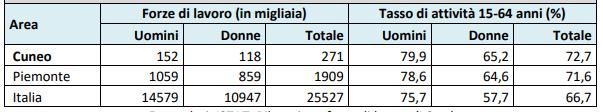 Area Forze di lavoro (in migliaia) Tasso di attività 15-64 anni (%)
Uomini Donne Totale Uomini Donne Totale
Cuneo 152 118 271 79,9 65,2 72,7
Piemonte 1059 859 1909 78,6 64,6 71,6
Italia 14579 10947 25527 75,7 57,7 66,7